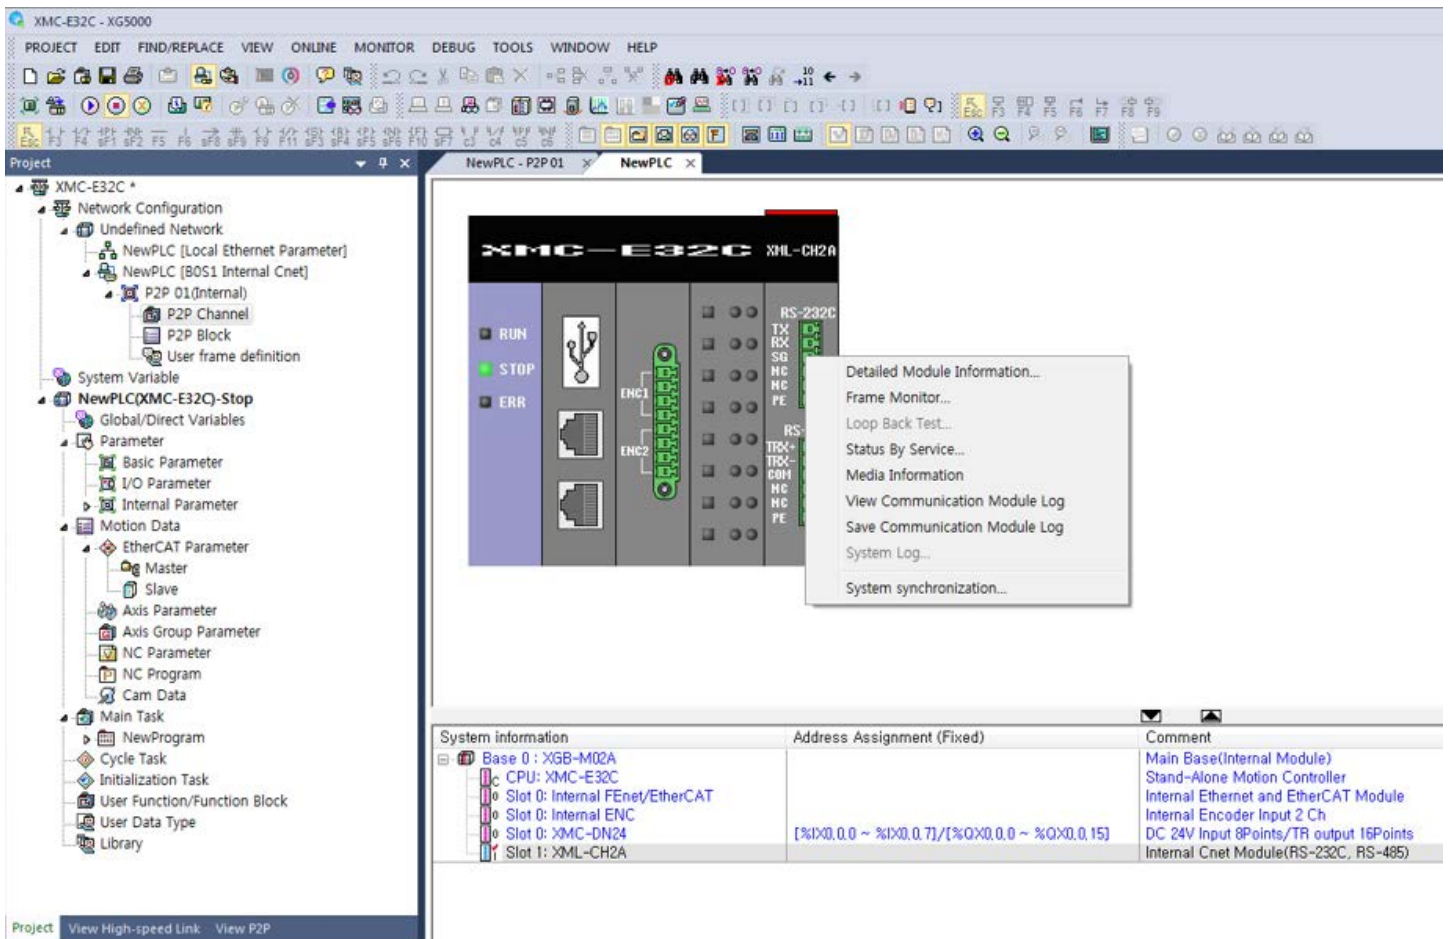 XMC-E32C - XG5000
PROJECT EDIT FIND/REPLACE VIEW ONLINE MONITOR DEBUG TOOLS WINDOW HELP
Project
NewPLC - P2P 01
NewPLC
XMC-E32C *
Network Configuration
Undefined Network
NewPLC [Local Ethernet Parameter]
NewPLC [B0S1 Internal Cnet]
P2P 01(Internal)
P2P Channel
P2P Block
User frame definition
System Variable
NewPLC(XMC-E32C)-Stop
Global/Direct Variables
Parameter
Basic Parameter
I/O Parameter
Internal Parameter
Motion Data
EtherCAT Parameter
Master
Slave
Axis Parameter
Axis Group Parameter
NC Parameter
NC Program
Cam Data
Main Task
NewProgram
Cycle Task
Initialization Task
User Function/Function Block
User Data Type
Library
Project View High-speed Link View P2P
XMC-E32C XML-CH2A
RUN
STOP
ERR
ENC1
ENC2
RS-232C
TX
RX
SG
NC
NC
PE
RS-
TRX+
TRX-
COM
NC
NC
PE
Detailed Module Information...
Frame Monitor...
Loop Back Test...
Status By Service...
Media Information
View Communication Module Log
Save Communication Module Log
System Log...
System synchronization...
System information Address Assignment (Fixed) Comment
Base 0 : XGB-M02A Main Base(Internal Module)
CPU: XMC-E32C Stand-Alone Motion Controller
Slot 0: Internal FEnet/EtherCAT Internal Ethernet and EtherCAT Module
Slot 0: Internal ENC Internal Encoder Input 2 Ch
Slot 0: XMC-DN24 [%IX0,0,0 ~ %IX0,0,7]/[%QX0,0,0 ~ %QX0,0,15] DC 24V Input 8Points/TR output 16Points
Slot 1: XML-CH2A Internal Cnet Module(RS-232C, RS-485)